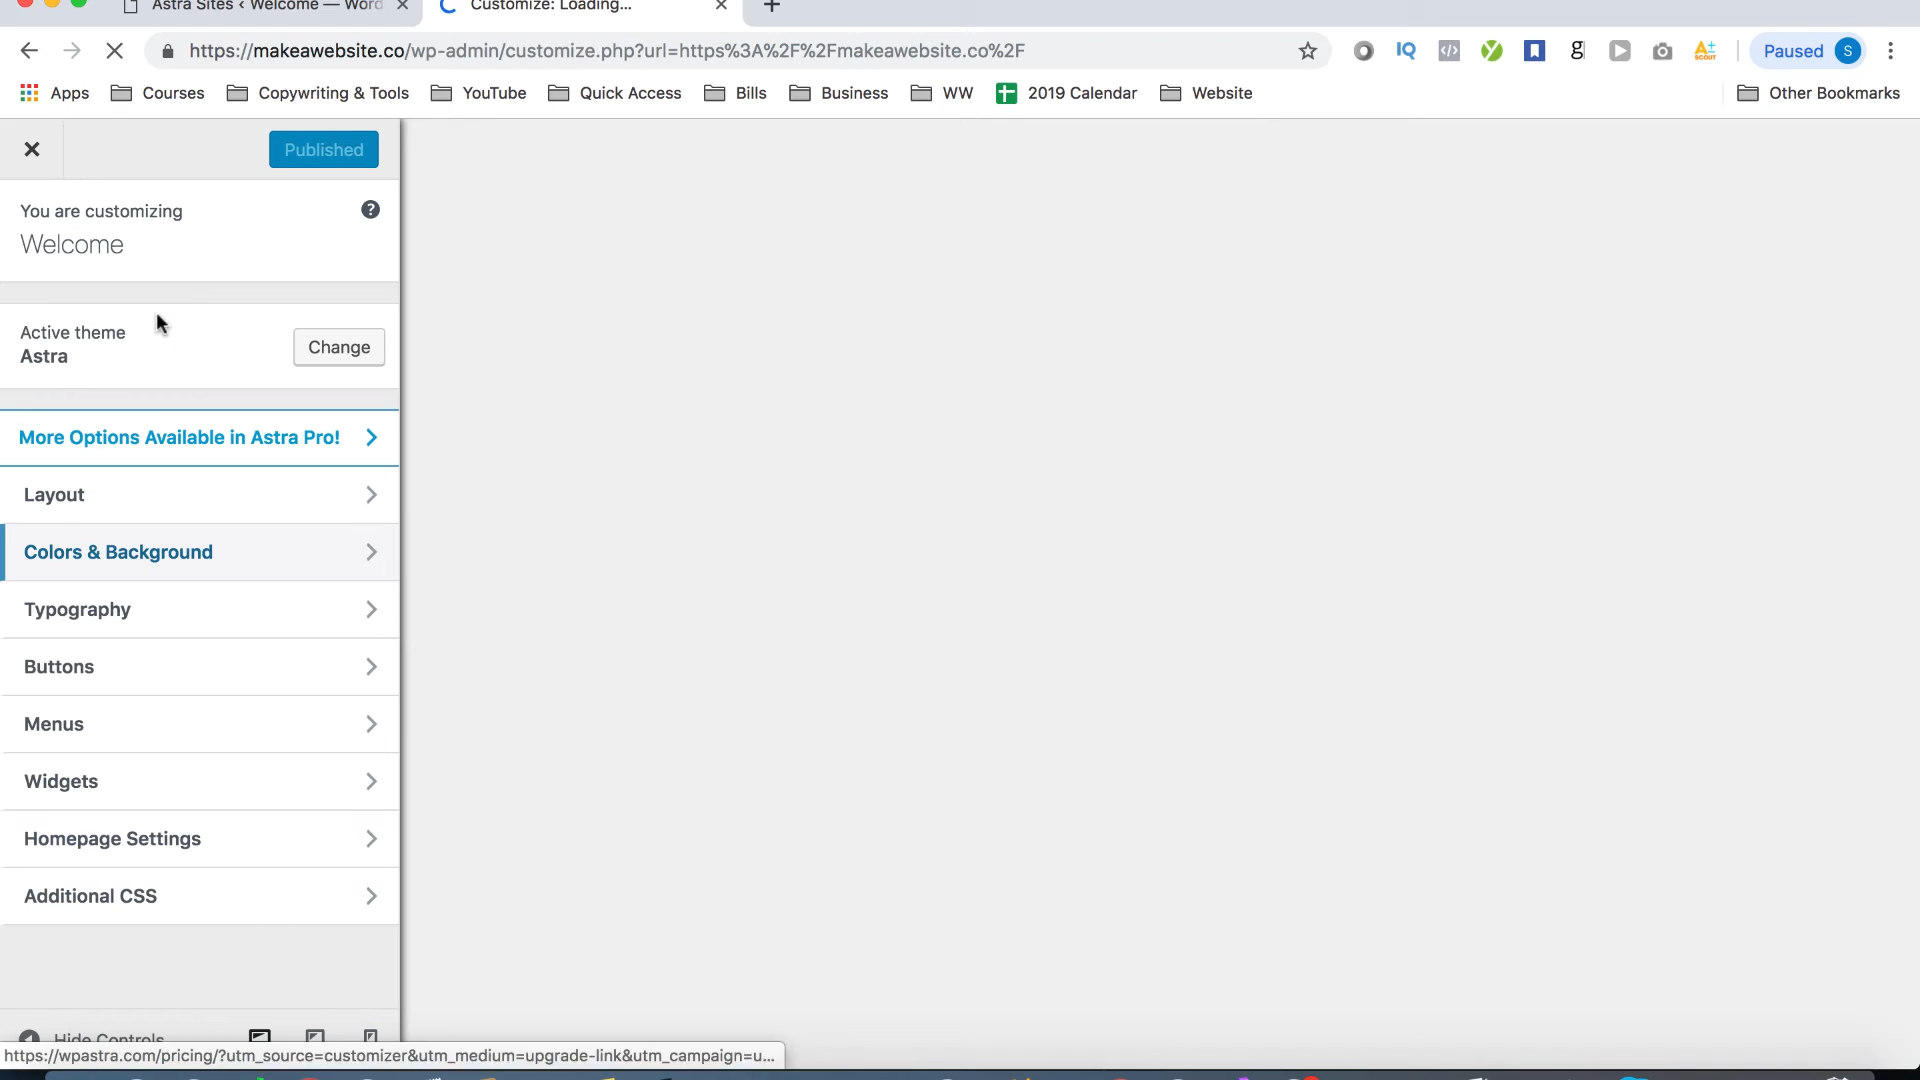 Astra Sites ‹ Welcome — Word
Customize: Loading...
https://makeawebsite.co/wp-admin/customize.php?url=https%3A%2F%2Fmakeawebsite.co%2F
IQ
g
A+
SCOUT
Paused
S
Apps
Courses
Copywriting & Tools
YouTube
Quick Access
Bills
Business
WW
2019 Calendar
Website
Other Bookmarks
Published
You are customizing
?
Welcome
Active theme
Astra
Change
More Options Available in Astra Pro!
Layout
Colors & Background
Typography
Buttons
Menus
Widgets
Homepage Settings
Additional CSS
Hide Controls
https://wpastra.com/pricing/?utm_source=customizer&utm_medium=upgrade-link&utm_campaign=u...